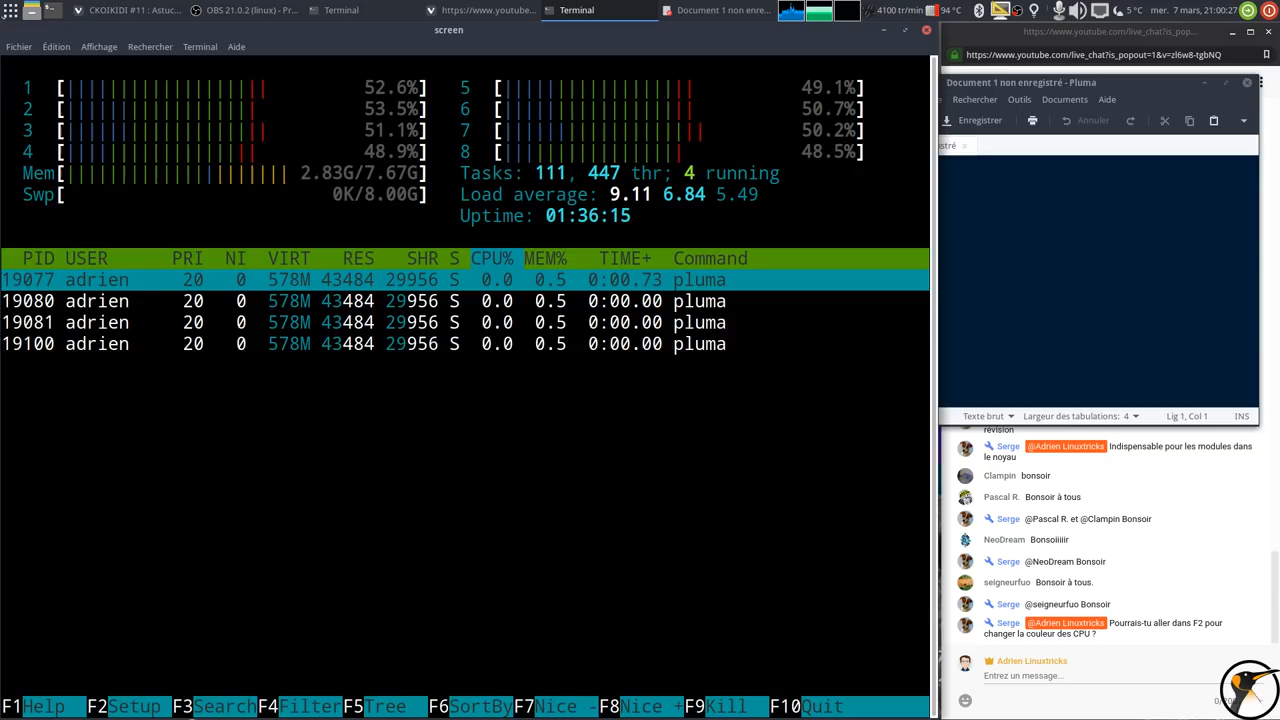 CKOIKIDI #11 : Astuc...
OBS 21.0.2 (linux) - Pr...
Terminal
https://www.youtube...
Terminal
Document 1 non enre...
4100 tr/min
94 °C
5 °C
mer. 7 mars, 21:00:27
screen
Fichier Édition Affichage Rechercher Terminal Aide
1 [ 52.6%] 5 [ 49.1%]
2 [ 53.5%] 6 [ 50.7%]
3 [ 51.1%] 7 [ 50.2%]
4 [ 48.9%] 8 [ 48.5%]
Mem[ 2.83G/7.67G] Tasks: 111, 447 thr; 4 running
Swp[ 0K/8.00G] Load average: 9.11 6.84 5.49
Uptime: 01:36:15
PID USER PRI NI VIRT RES SHR S CPU% MEM% TIME+ Command
19077 adrien 20 0 578M 43484 29956 S 0.0 0.5 0:00.73 pluma
19080 adrien 20 0 578M 43484 29956 S 0.0 0.5 0:00.00 pluma
19081 adrien 20 0 578M 43484 29956 S 0.0 0.5 0:00.00 pluma
19100 adrien 20 0 578M 43484 29956 S 0.0 0.5 0:00.00 pluma
F1Help F2Setup F3SearchF4FilterF5Tree F6SortByF7Nice -F8Nice +F9Kill F10Quit
https://www.youtube.com/live_chat?is_pop...
https://www.youtube.com/live_chat?is_popout=1&v=zl6w8-tgbNQ
Document 1 non enregistré - Pluma
Rechercher Outils Documents Aide
Enregistrer Annuler
stré
Texte brut Largeur des tabulations: 4 Lig 1, Col 1 INS
révision
Serge @Adrien Linuxtricks Indispensable pour les modules dans
le noyau
Clampin bonsoir
Pascal R. Bonsoir à tous
Serge @Pascal R. et @Clampin Bonsoir
NeoDream Bonsoiiiiir
Serge @NeoDream Bonsoir
seigneurfuo Bonsoir à tous.
Serge @seigneurfuo Bonsoir
Serge @Adrien Linuxtricks Pourrais-tu aller dans F2 pour
changer la couleur des CPU ?
Adrien Linuxtricks
Entrez un message...